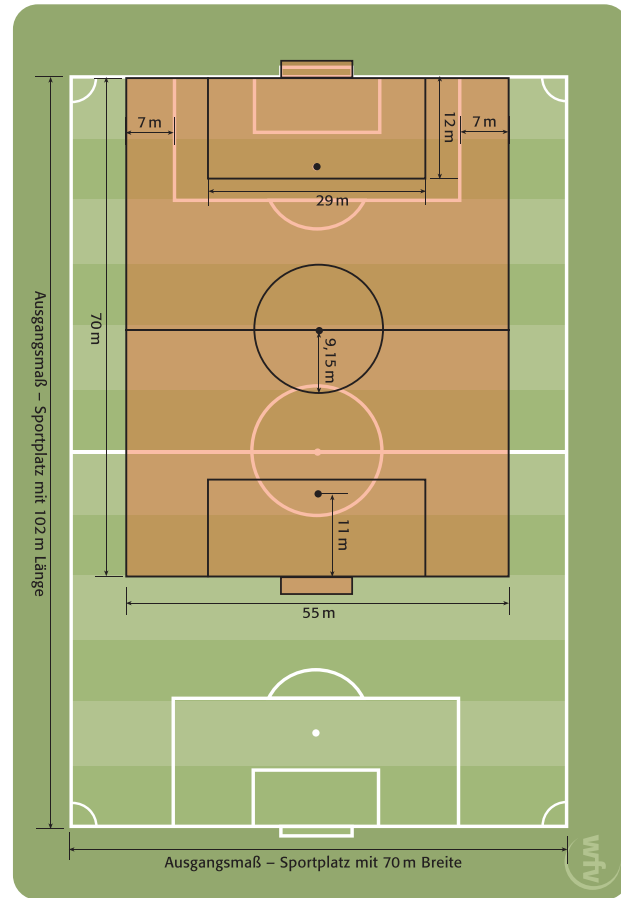 7 m
12 m
7 m
29 m
Ausgangsmaß – Sportplatz mit 102 m Länge
70 m
9,15 m
11 m
55 m
Ausgangsmaß – Sportplatz mit 70 m Breite
wfv